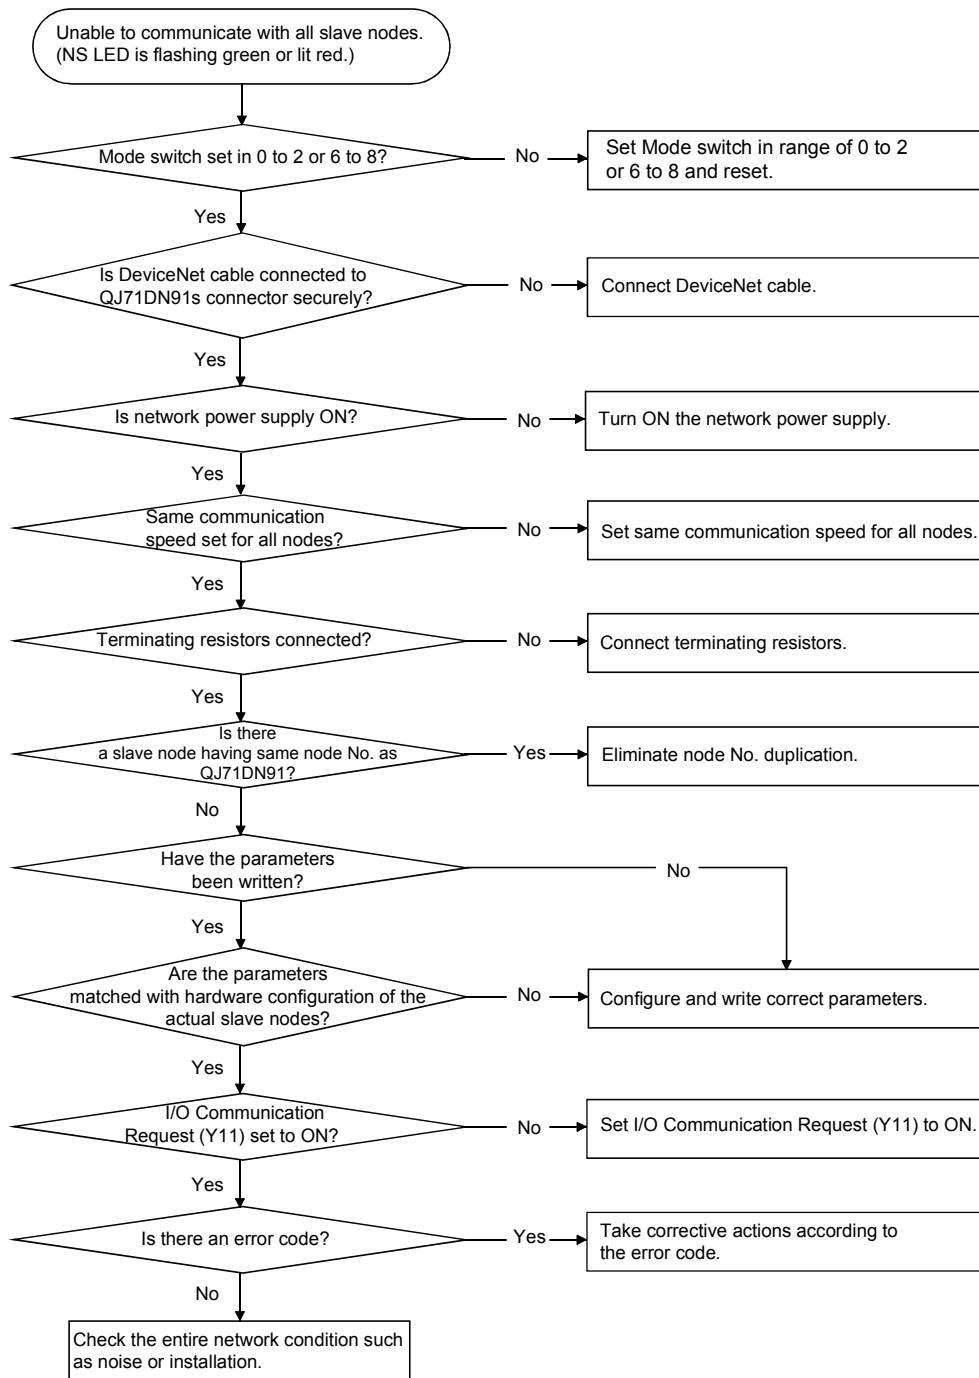 Unable to communicate with all slave nodes.
(NS LED is flashing green or lit red.)
Mode switch set in 0 to 2 or 6 to 8?
No
Set Mode switch in range of 0 to 2
or 6 to 8 and reset.
Yes
Is DeviceNet cable connected to
QJ71DN91s connector securely?
No
Connect DeviceNet cable.
Yes
Is network power supply ON?
No
Turn ON the network power supply.
Yes
Same communication
speed set for all nodes?
No
Set same communication speed for all nodes.
Yes
Terminating resistors connected?
No
Connect terminating resistors.
Yes
Is there
a slave node having same node No. as
QJ71DN91?
Yes
Eliminate node No. duplication.
No
Have the parameters
been written?
No
Yes
Are the parameters
matched with hardware configuration of the
actual slave nodes?
No
Configure and write correct parameters.
Yes
I/O Communication
Request (Y11) set to ON?
No
Set I/O Communication Request (Y11) to ON.
Yes
Is there an error code?
Yes
Take corrective actions according to
the error code.
No
Check the entire network condition such
as noise or installation.